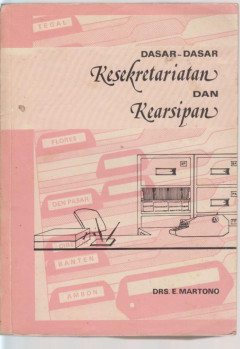 TEGAL
DASAR-DASAR
Kesekretariatan
DAN
Kearsipan
FLORES
DEN PASAR
BANTEN
AMBON
DRS. E MARTONO